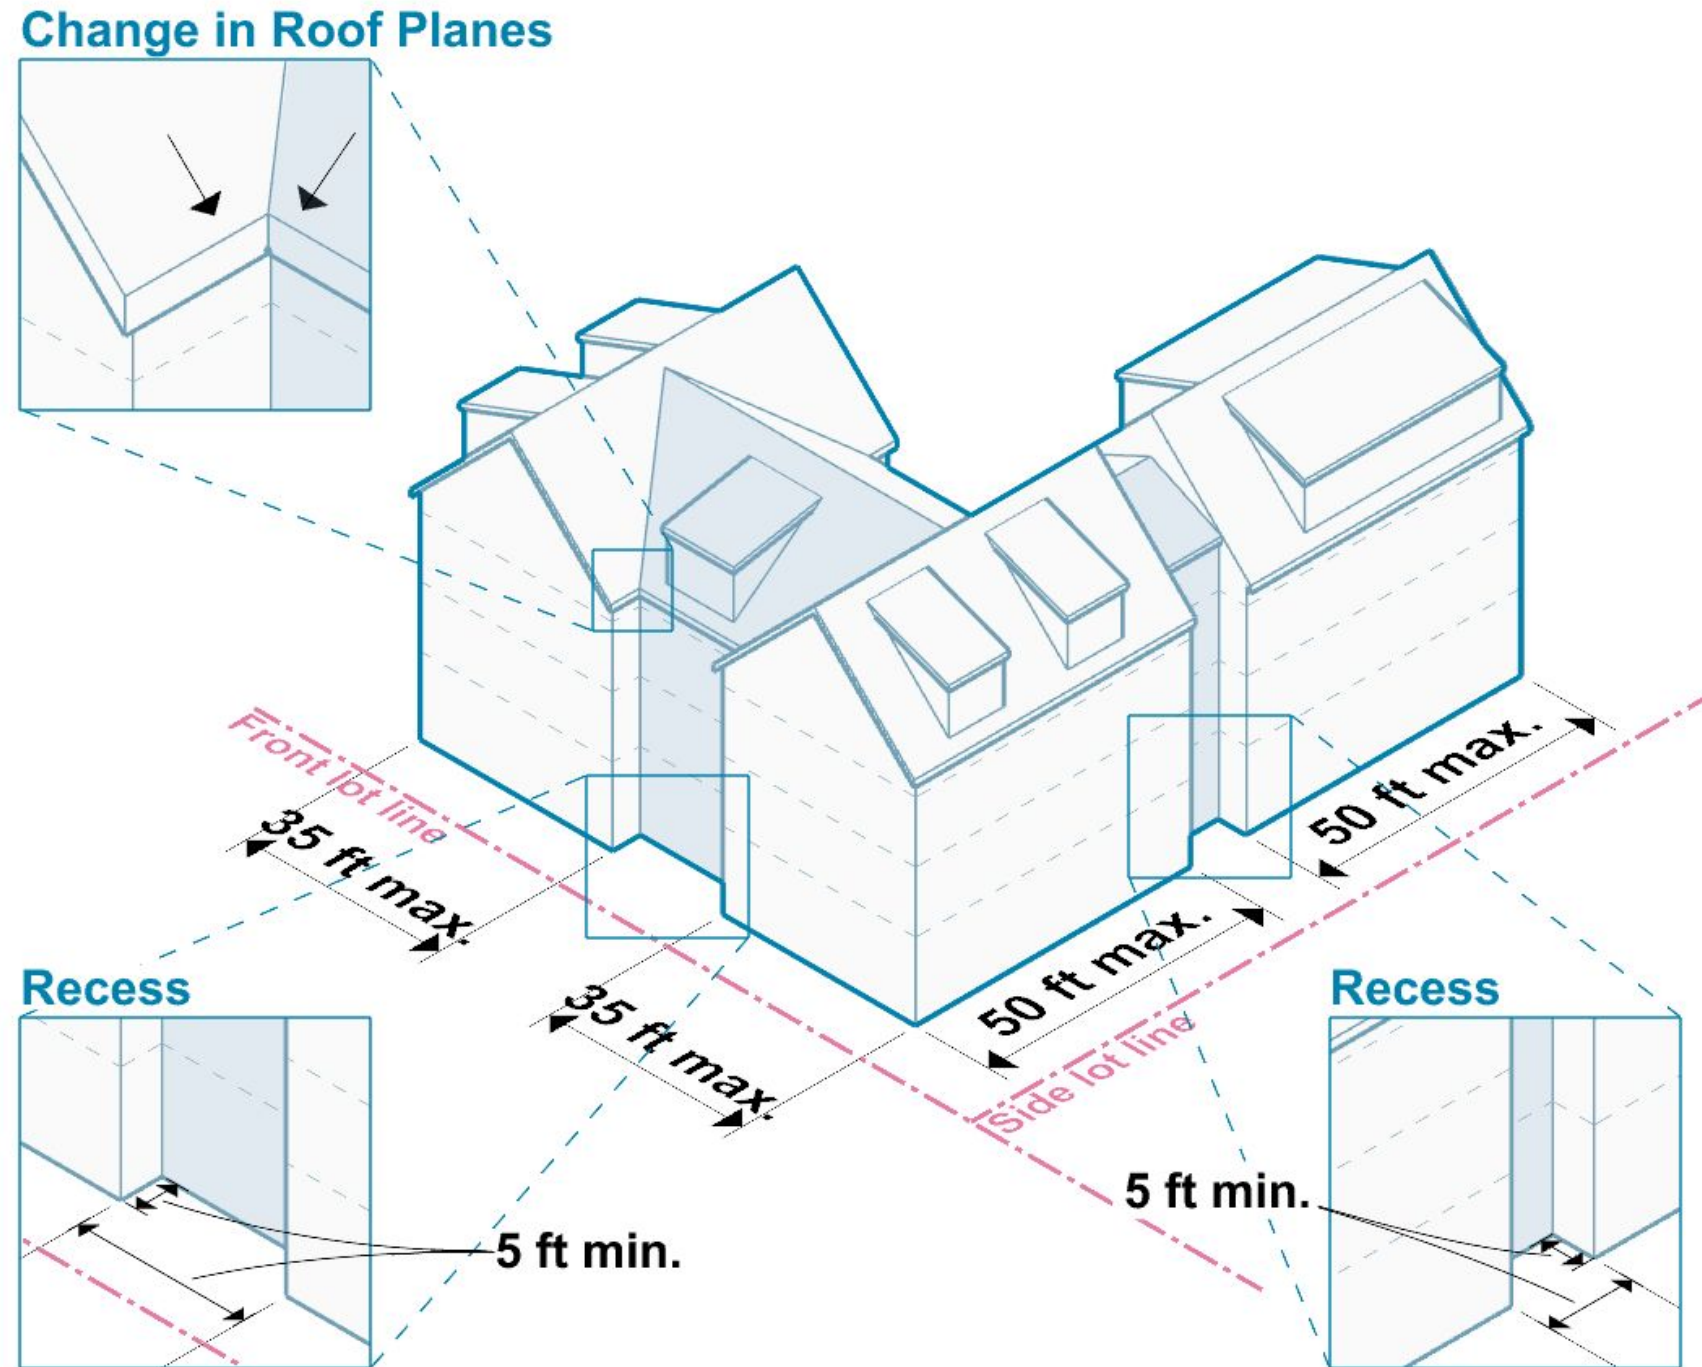 Change in Roof Planes
Front lot line
35 ft max.
35 ft max.
50 ft max.
50 ft max.
Side lot line
Recess
5 ft min.
Recess
5 ft min.